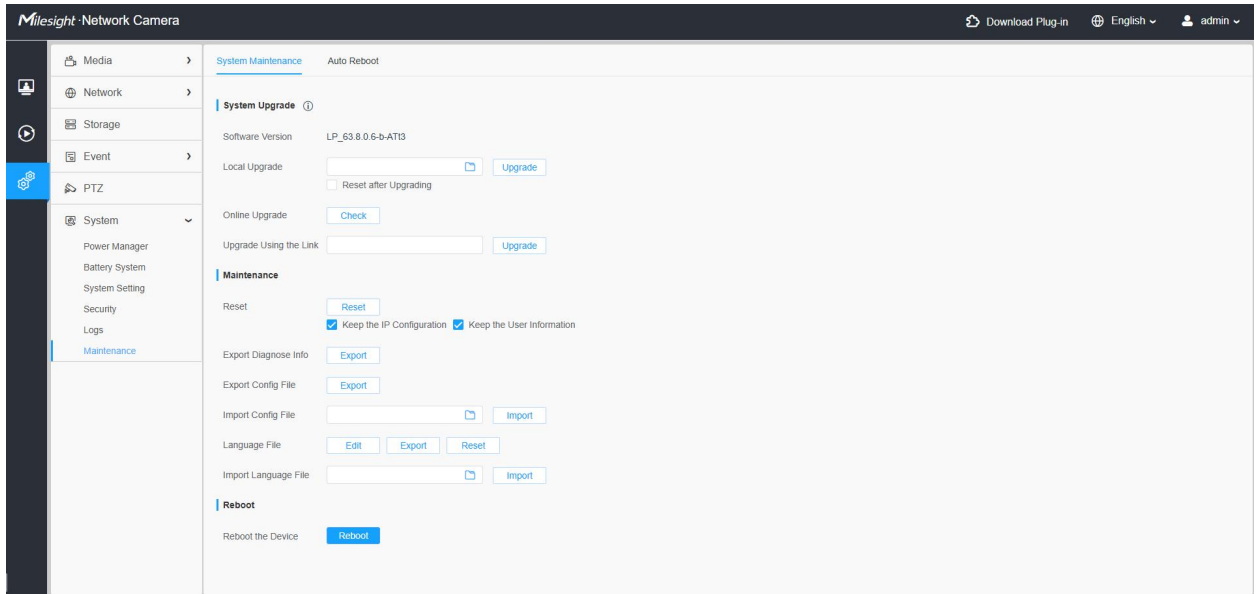 Milesight·Network Camera
Download Plug-in
English
admin
Media
Network
Storage
Event
PTZ
System
Power Manager
Battery System
System Setting
Security
Logs
Maintenance
System Maintenance Auto Reboot
System Upgrade
Software Version LP_63.8.0.6-b-ATt3
Local Upgrade Upgrade
Reset after Upgrading
Online Upgrade Check
Upgrade Using the Link Upgrade
Maintenance
Reset Reset
Keep the IP Configuration Keep the User Information
Export Diagnose Info Export
Export Config File Export
Import Config File Import
Language File Edit Export Reset
Import Language File Import
Reboot
Reboot the Device Reboot